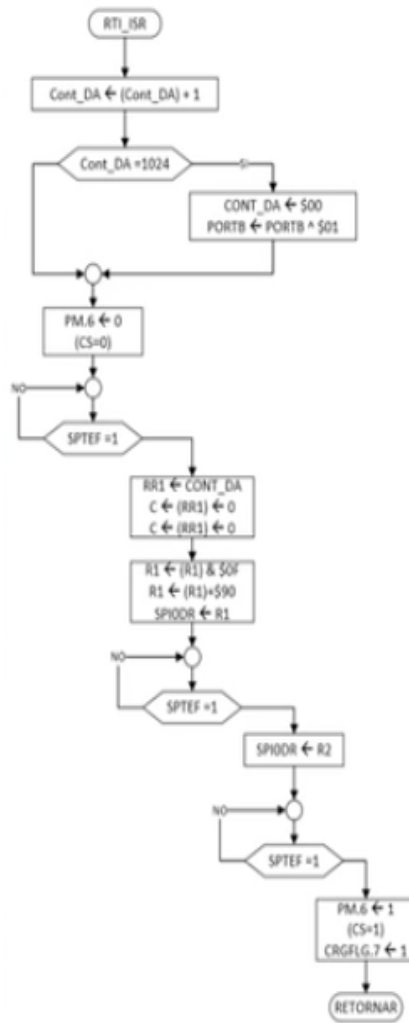 RTI_ISR
Cont_DA ← (Cont_DA) + 1
Cont_DA =1024
SI
CONT_DA ← $00
PORTB ← PORTB ^ $01
PM.6 ← 0
(CS=0)
NO
SPTEF =1
RR1 ← CONT_DA
C ← (RR1) ← 0
C ← (RR1) ← 0
R1 ← (R1) & $0F
R1 ← (R1)+$90
SPI0DR ← R1
NO
SPTEF =1
SPI0DR ← R2
NO
SPTEF =1
PM.6 ← 1
(CS=1)
CRGFLG.7 ← 1
RETORNAR